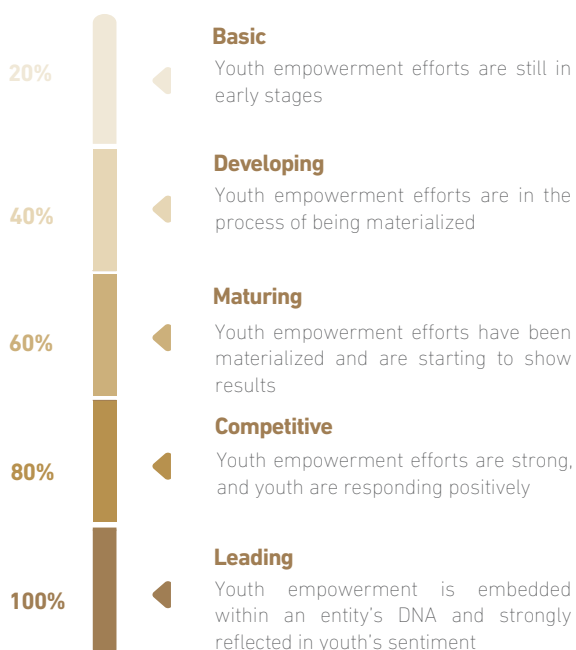 Basic
20%
Youth empowerment efforts are still in
early stages
Developing
40%
Youth empowerment efforts are in the
process of being materialized
Maturing
60%
Youth empowerment efforts have been
materialized and are starting to show
results
Competitive
80%
Youth empowerment efforts are strong,
and youth are responding positively
Leading
100%
Youth empowerment is embedded
within an entity's DNA and strongly
reflected in youth's sentiment